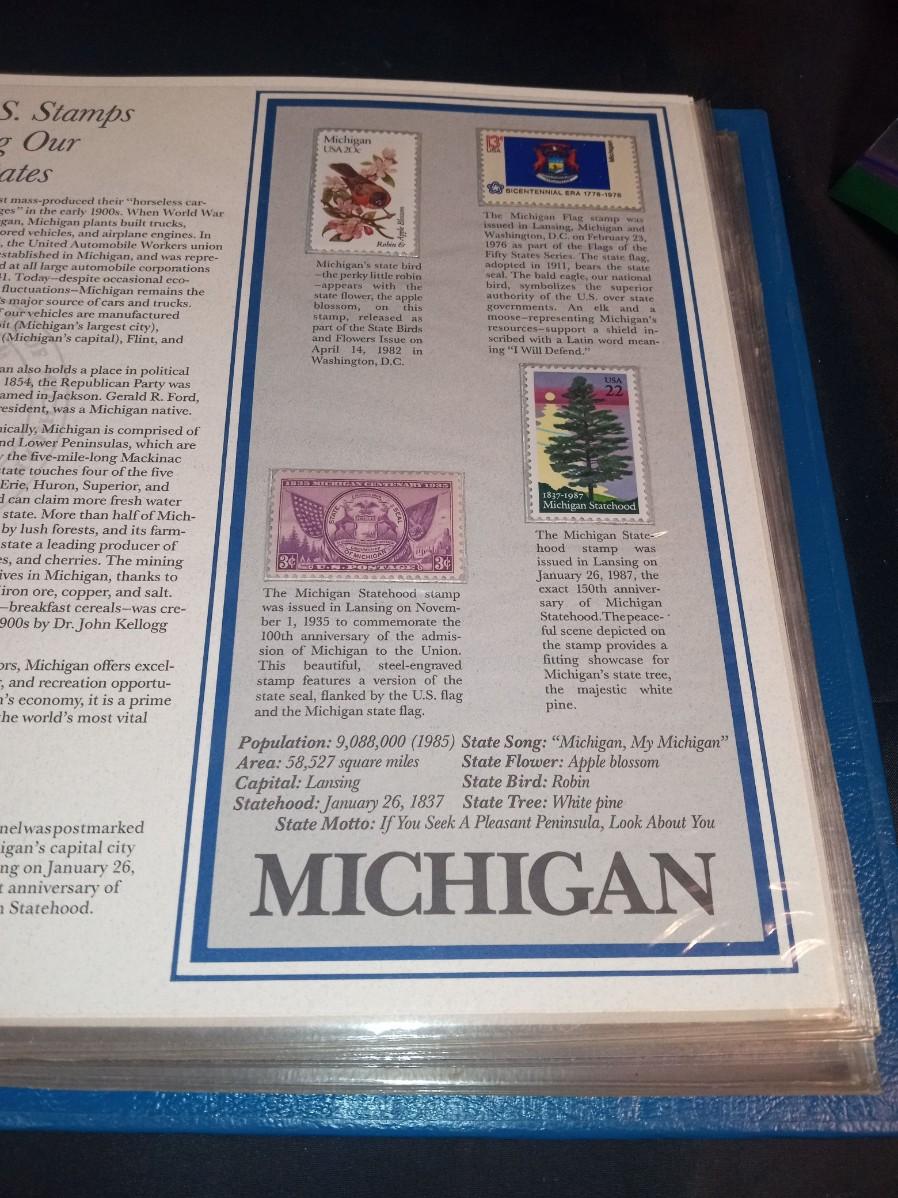 S. Stamps
g Our
ates
st mass-produced their "horseless car-
ges" in the early 1900s. When World War
gan, Michigan plants built trucks,
ored vehicles, and airplane engines. In
, the United Automobile Workers union
established in Michigan, and was repre-
d at all large automobile corporations
41. Today—despite occasional eco-
fluctuations—Michigan remains the
's major source of cars and trucks.
f our vehicles are manufactured
it (Michigan's largest city),
(Michigan's capital), Flint, and
an also holds a place in political
1854, the Republican Party was
amed in Jackson. Gerald R. Ford,
resident, was a Michigan native.
nically, Michigan is comprised of
nd Lower Peninsulas, which are
y the five-mile-long Mackinac
tate touches four of the five
Erie, Huron, Superior, and
d can claim more fresh water
state. More than half of Mich-
by lush forests, and its farm-
state a leading producer of
es, and cherries. The mining
ives in Michigan, thanks to
iron ore, copper, and salt.
—breakfast cereals—was cre-
900s by Dr. John Kellogg
ors, Michigan offers excel-
, and recreation opportu-
n's economy, it is a prime
the world's most vital
nel was postmarked
igan's capital city
ng on January 26,
t anniversary of
n Statehood.
Michigan
USA 20c
Robin &
Apple Blossom
Michigan's state bird
—the perky little robin
—appears with the
state flower, the apple
blossom, on this
stamp, released as
part of the State Birds
and Flowers Issue on
April 14, 1982 in
Washington, D.C.
13c
USA
Michigan
BICENTENNIAL ERA 1776-1976
The Michigan Flag stamp was
issued in Lansing, Michigan and
Washington, D.C. on February 23,
1976 as part of the Flags of the
Fifty States Series. The state flag,
adopted in 1911, bears the state
seal. The bald eagle, our national
bird, symbolizes the superior
authority of the U.S. over state
governments. An elk and a
moose—representing Michigan's
resources—support a shield in-
scribed with a Latin word mean-
ing "I Will Defend."
1835 MICHIGAN CENTENARY 1935
STATE SEAL
OF MICHIGAN
3¢ U.S. POSTAGE 3¢
The Michigan Statehood stamp
was issued in Lansing on Novem-
ber 1, 1935 to commemorate the
100th anniversary of the admis-
sion of Michigan to the Union.
This beautiful, steel-engraved
stamp features a version of the
state seal, flanked by the U.S. flag
and the Michigan state flag.
USA
22
1837-1987
Michigan Statehood
The Michigan State-
hood stamp was
issued in Lansing on
January 26, 1987, the
exact 150th anniver-
sary of Michigan
Statehood. The peace-
ful scene depicted on
the stamp provides a
fitting showcase for
Michigan's state tree,
the majestic white
pine.
Population: 9,088,000 (1985) State Song: "Michigan, My Michigan"
Area: 58,527 square miles State Flower: Apple blossom
Capital: Lansing State Bird: Robin
Statehood: January 26, 1837 State Tree: White pine
State Motto: If You Seek A Pleasant Peninsula, Look About You
MICHIGAN